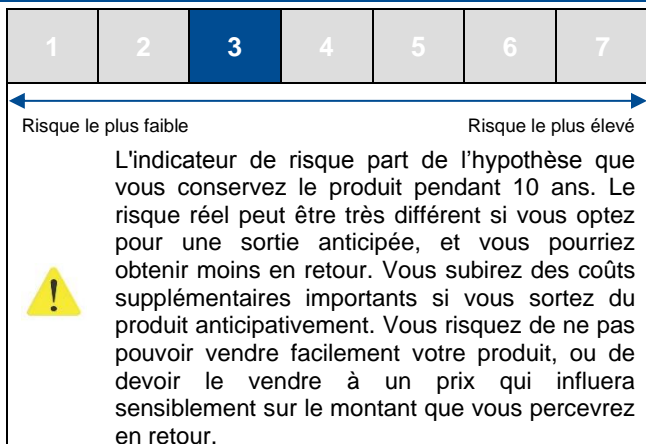 1 2 3 4 5 6 7
Risque le plus faible Risque le plus élevé
L'indicateur de risque part de l’hypothèse que
vous conservez le produit pendant 10 ans. Le
risque réel peut être très différent si vous optez
pour une sortie anticipée, et vous pourriez
obtenir moins en retour. Vous subirez des coûts
supplémentaires importants si vous sortez du
produit anticipativement. Vous risquez de ne pas
pouvoir vendre facilement votre produit, ou de
devoir le vendre à un prix qui influera
sensiblement sur le montant que vous percevrez
en retour.